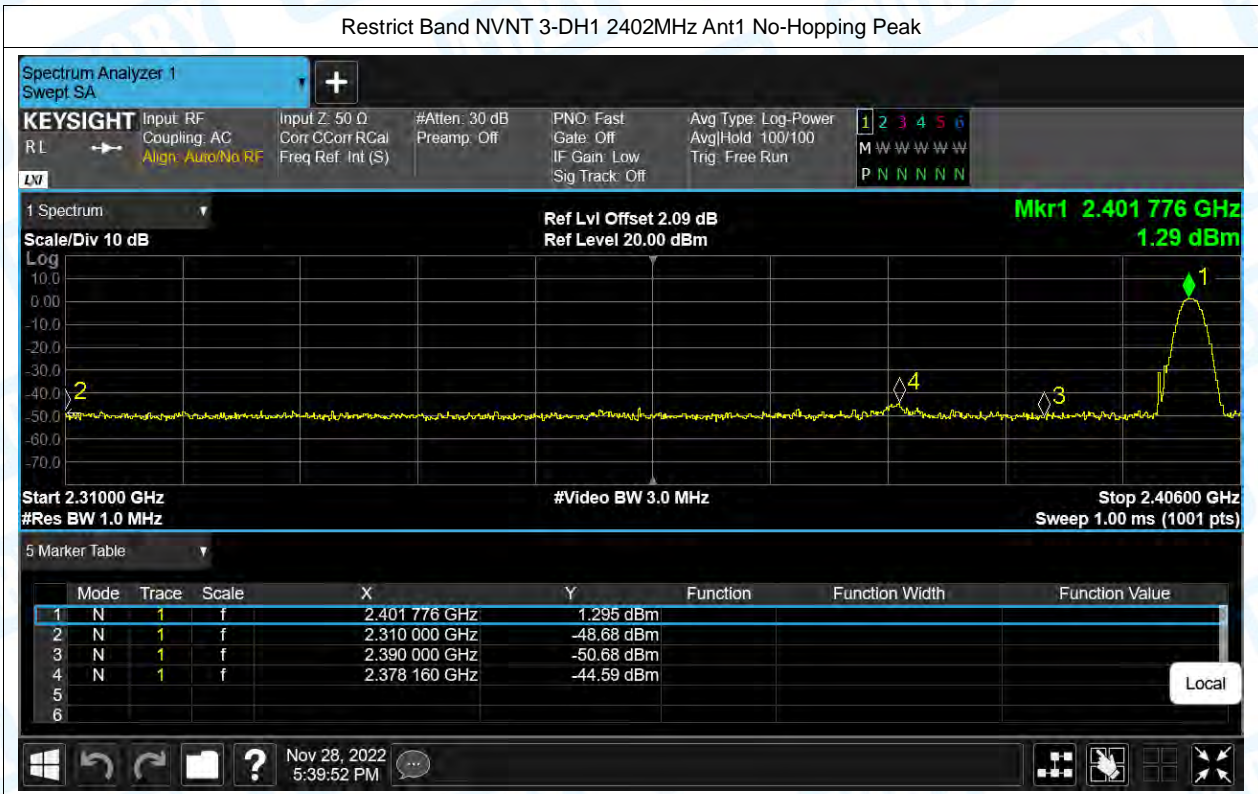 Restrict Band NVNT 3-DH1 2402MHz Ant1 No-Hopping Peak
Spectrum Analyzer 1
Swept SA
+
KEYSIGHT
RL
LXI
Input: RF
Coupling: AC
Align: Auto/No RF
Input Z: 50 Ω
Corr CCorr RCal
Freq Ref: Int (S)
#Atten: 30 dB
Preamp: Off
PNO: Fast
Gate: Off
IF Gain: Low
Sig Track: Off
Avg Type: Log-Power
Avg|Hold: 100/100
Trig: Free Run
1 2 3 4 5 6
M W W W W W W
P N N N N N
1 Spectrum
Scale/Div 10 dB
Ref Lvl Offset 2.09 dB
Ref Level 20.00 dBm
Mkr1 2.401 776 GHz
1.29 dBm
Log
10.0
0.00
-10.0
-20.0
-30.0
-40.0
-50.0
-60.0
-70.0
1
2
4
3
Start 2.31000 GHz
#Res BW 1.0 MHz
#Video BW 3.0 MHz
Stop 2.40600 GHz
Sweep 1.00 ms (1001 pts)
5 Marker Table
Mode Trace Scale X Y Function Function Width Function Value
1 N 1 f 2.401 776 GHz 1.295 dBm
2 N 1 f 2.310 000 GHz -48.68 dBm
3 N 1 f 2.390 000 GHz -50.68 dBm
4 N 1 f 2.378 160 GHz -44.59 dBm
5
6
Local
?
Nov 28, 2022
5:39:52 PM